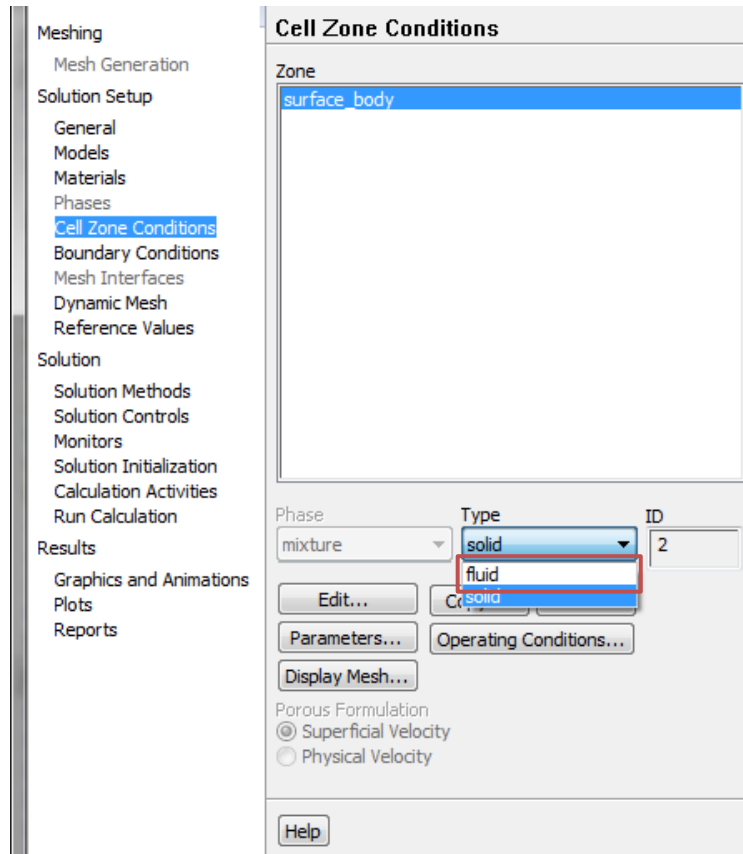 Meshing
Mesh Generation
Solution Setup
General
Models
Materials
Phases
Cell Zone Conditions
Boundary Conditions
Mesh Interfaces
Dynamic Mesh
Reference Values
Solution
Solution Methods
Solution Controls
Monitors
Solution Initialization
Calculation Activities
Run Calculation
Results
Graphics and Animations
Plots
Reports
Cell Zone Conditions
Zone
surface_body
Phase Type ID
mixture solid 2
fluid
solid
Edit...
Parameters... Operating Conditions...
Display Mesh...
Porous Formulation
Superficial Velocity
Physical Velocity
Help